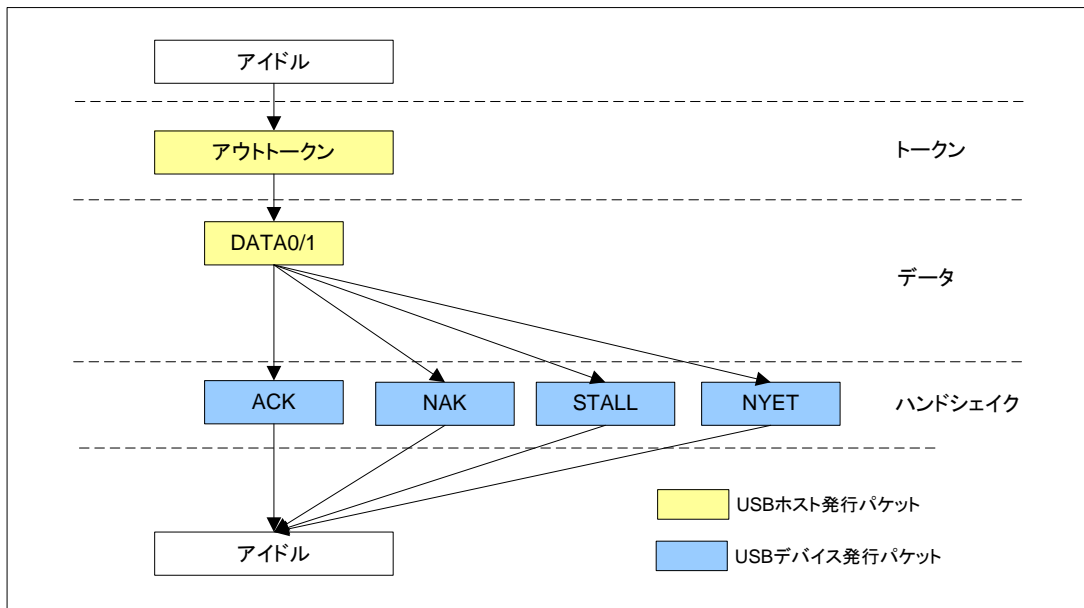 アイドル
アウトトークン
トークン
DATA0/1
データ
ACK
NAK
STALL
NYET
ハンドシェイク
アイドル
USBホスト発行パケット
USBデバイス発行パケット